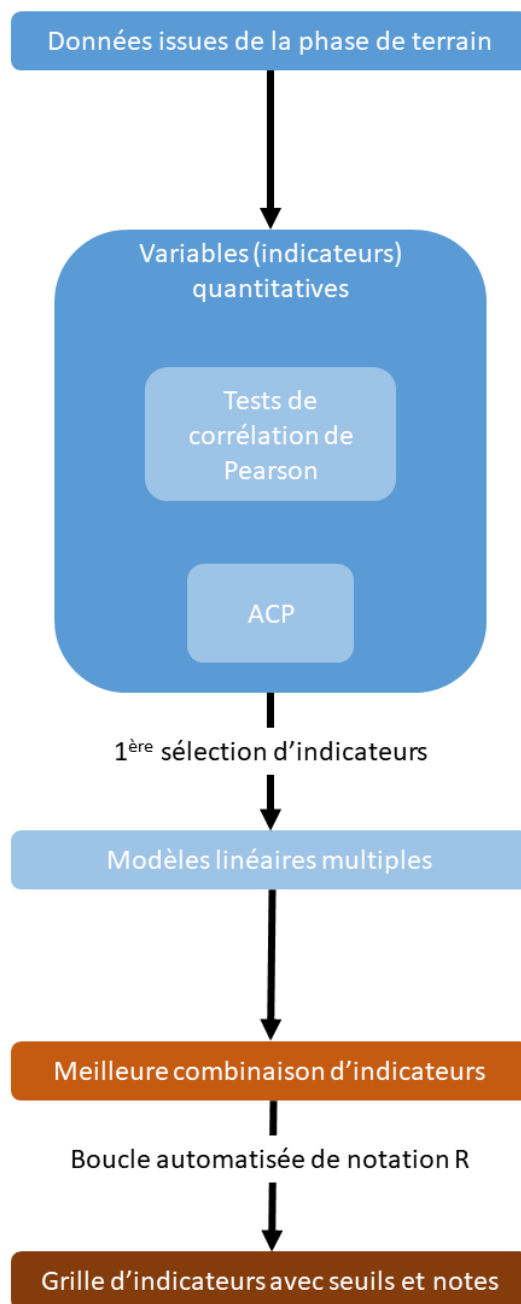 Données issues de la phase de terrain
Variables (indicateurs)
quantitatives
Tests de
corrélation de
Pearson
ACP
1ère sélection d’indicateurs
Modèles linéaires multiples
Meilleure combinaison d’indicateurs
Boucle automatisée de notation R
Grille d’indicateurs avec seuils et notes